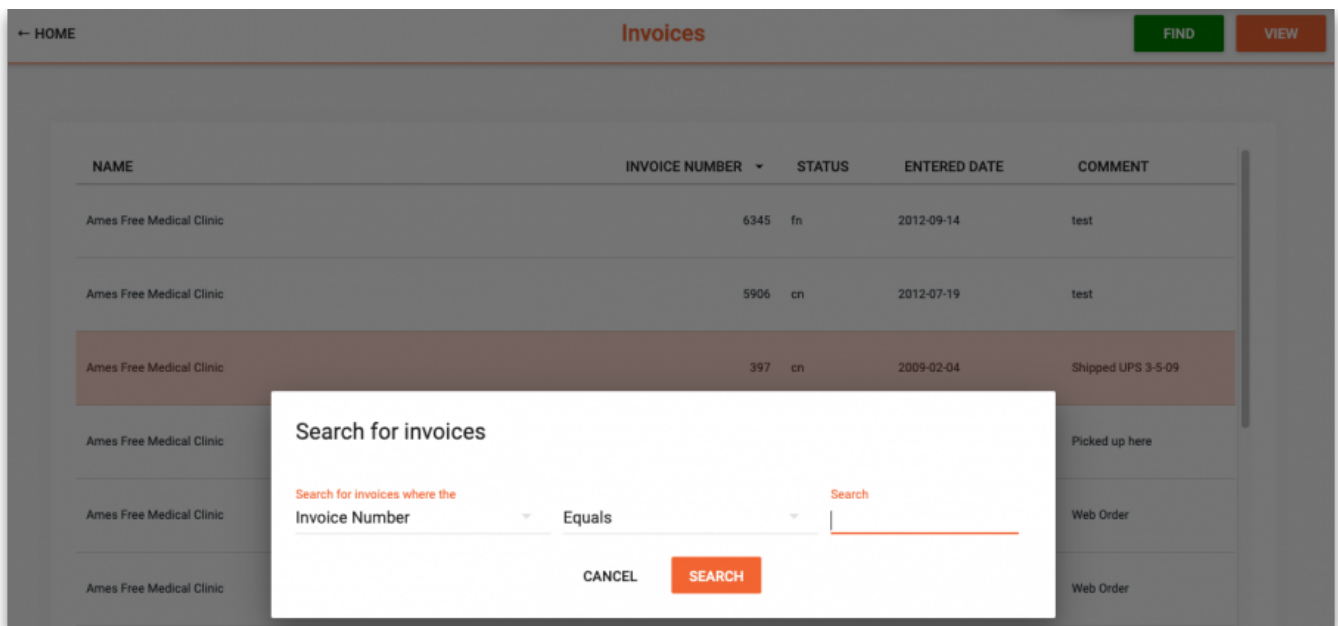 ← HOME Invoices FIND VIEW
NAME INVOICE NUMBER STATUS ENTERED DATE COMMENT
Ames Free Medical Clinic 6345 fn 2012-09-14 test
Ames Free Medical Clinic 5906 cn 2012-07-19 test
Ames Free Medical Clinic 397 cn 2009-02-04 Shipped UPS 3-5-09
Ames Free Medical Clinic Picked up here
Search for invoices
Search for invoices where the Search
Invoice Number Equals
Ames Free Medical Clinic Web Order
CANCEL SEARCH
Ames Free Medical Clinic Web Order